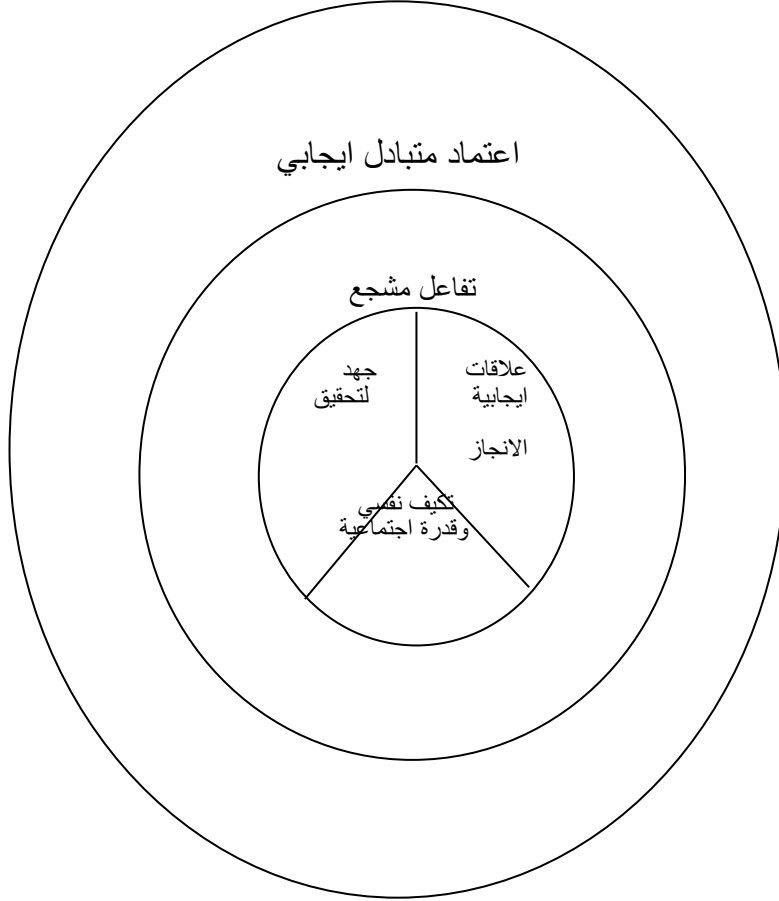 اعتماد متبادل ايجابي
تفاعل مشجع
علاقات
ايجابية
الانجاز
جهد
لتحقيق
تكيف نفسي
وقدرة اجتماعية